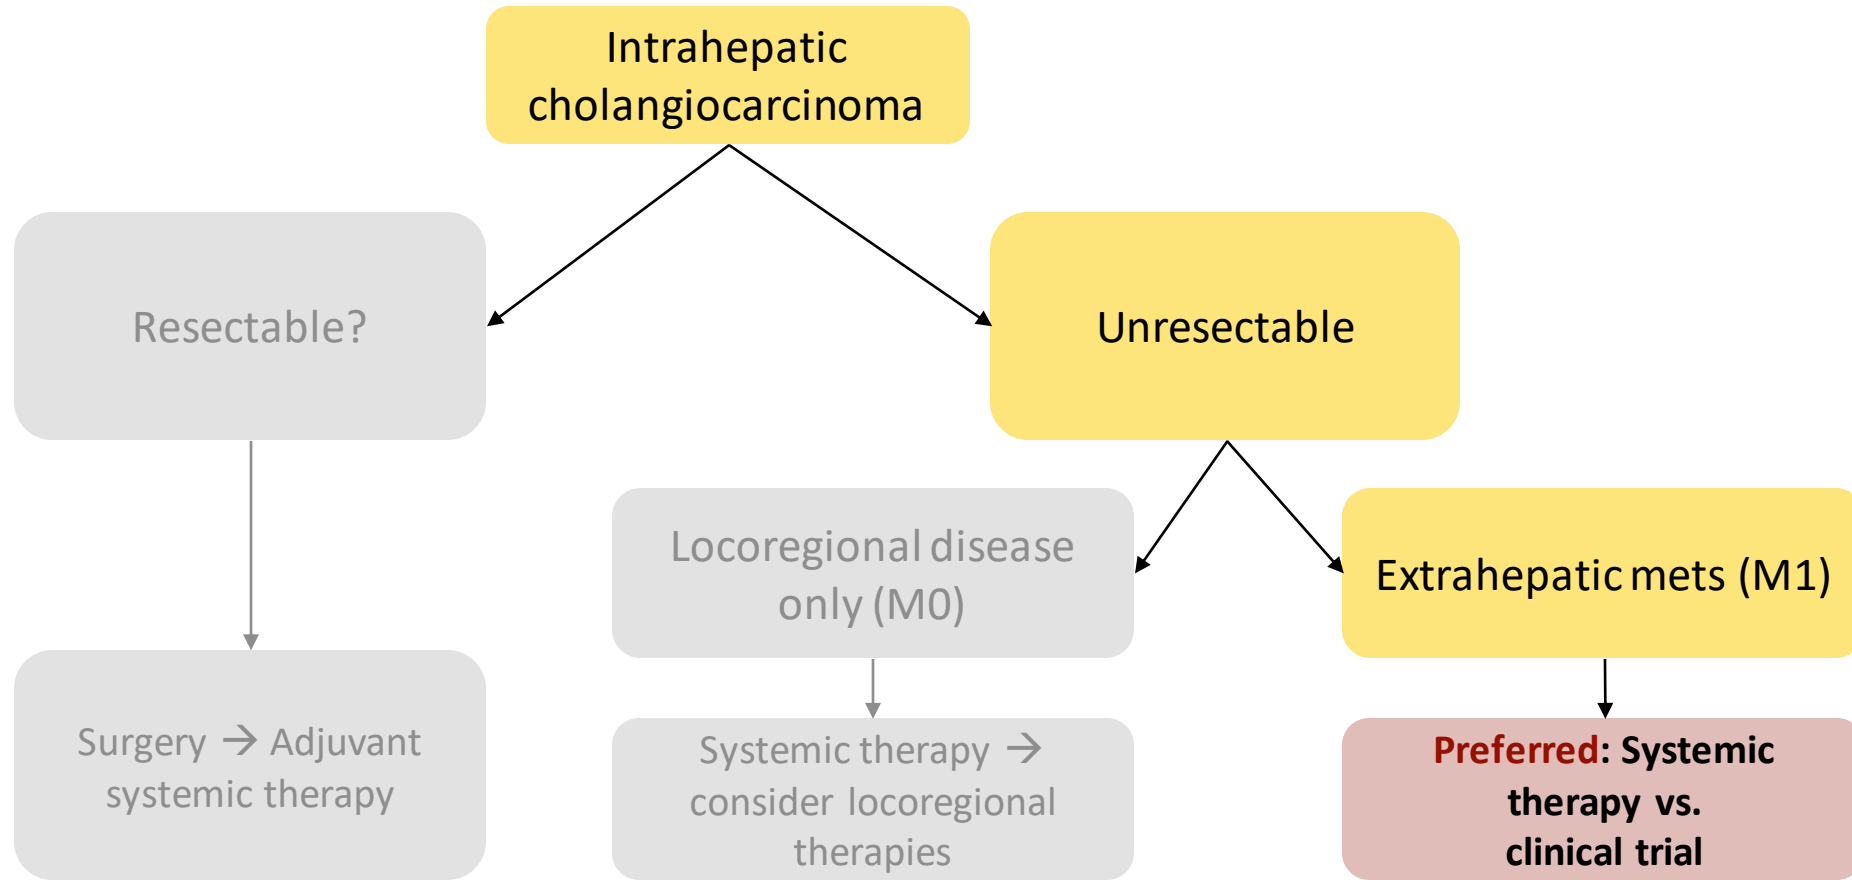 Intrahepatic
cholangiocarcinoma
Resectable?
Unresectable
Locoregional disease
only (M0)
Extrahepatic mets (M1)
Surgery → Adjuvant
systemic therapy
Systemic therapy →
consider locoregional
therapies
Preferred: Systemic
therapy vs.
clinical trial